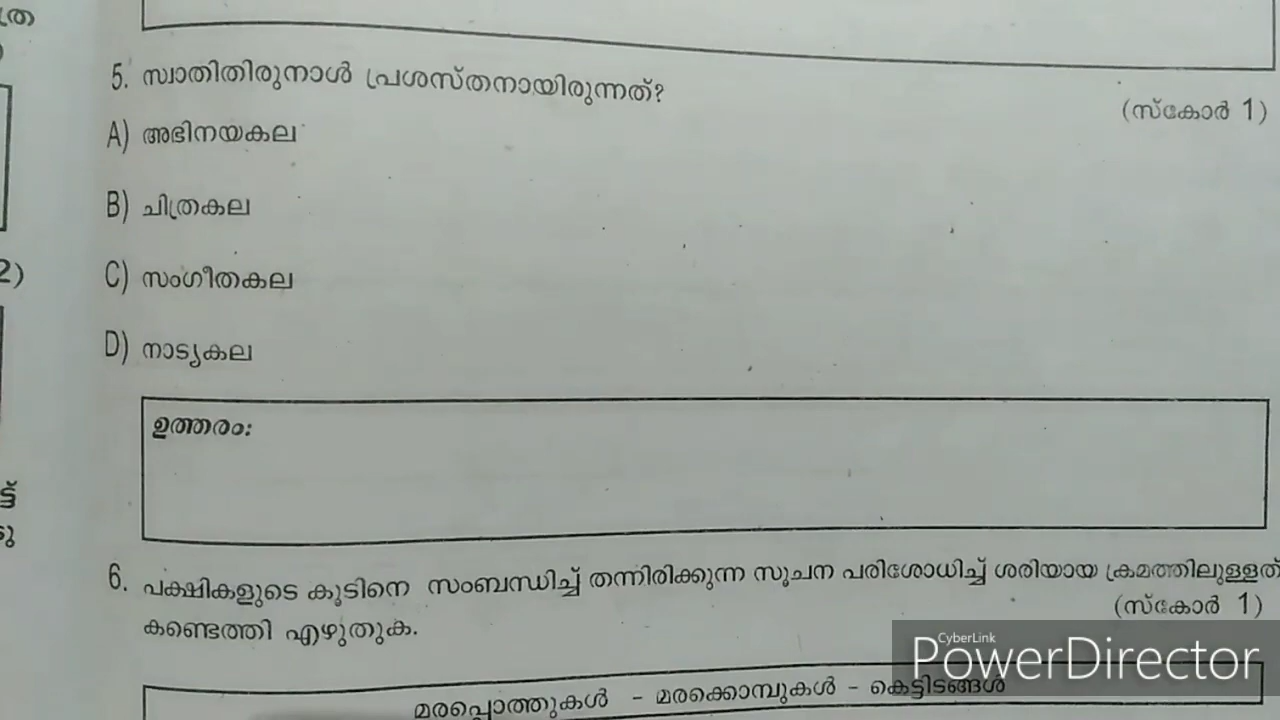 5. സ്വാതിതിരുനാൾ പ്രശസ്തനായിരുന്നത്?
(സ്കോർ 1)
A) അഭിനയകല
B) ചിത്രകല
C) സംഗീതകല
D) നാട്യകല
2)
ഉത്തരം:
6. പക്ഷികളുടെ കൂടിനെ സംബന്ധിച്ച് തന്നിരിക്കുന്ന സൂചന പരിശോധിച്ച് ശരിയായ ക്രമത്തിലുള്ളത്
(സ്കോർ 1)
കണ്ടെത്തി എഴുതുക.
CyberLink
PowerDirector
മരപ്പൊത്തുകൾ - മരക്കൊമ്പുകൾ - കെട്ടിടങ്ങൾ